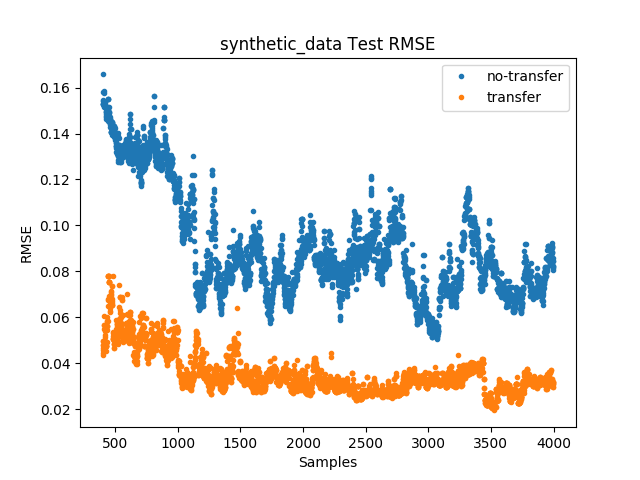 synthetic_data Test RMSE
no-transfer
transfer
RMSE
0.16
0.14
0.12
0.10
0.08
0.06
0.04
0.02
500 1000 1500 2000 2500 3000 3500 4000
Samples